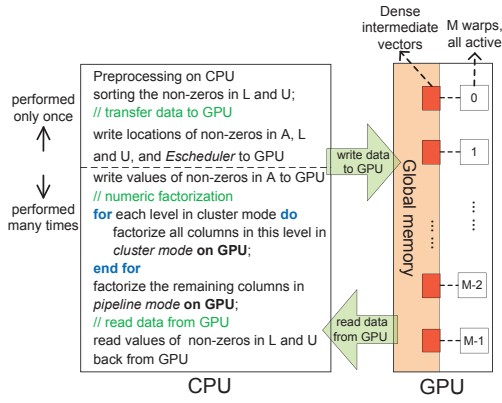 Dense
intermediate
vectors
M warps,
all active
performed
only once
performed
many times
Preprocessing on CPU
sorting the non-zeros in L and U;
// transfer data to GPU
write locations of non-zeros in A, L
and U, and Escheduler to GPU
write values of non-zeros in A to GPU
// numeric factorization
for each level in cluster mode do
factorize all columns in this level in
cluster mode on GPU;
end for
factorize the remaining columns in
pipeline mode on GPU;
// read data from GPU
read values of non-zeros in L and U
back from GPU
CPU
write data
to GPU
read data
from GPU
Global memory
... ...
0
1
... ...
M-2
M-1
GPU